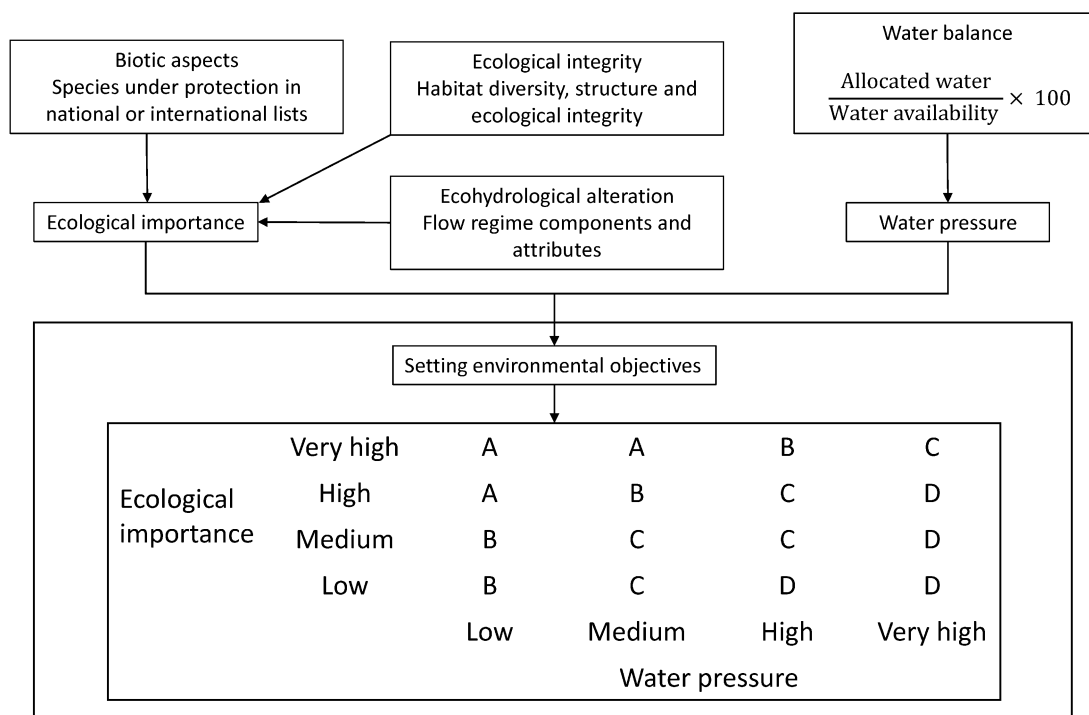 Biotic aspects
Species under protection in
national or international lists
Ecological integrity
Habitat diversity, structure and
ecological integrity
Water balance
Allocated water
Water availability
× 100
Ecological importance
Ecohydrological alteration
Flow regime components and
attributes
Water pressure
Setting environmental objectives
Very high A A B C
Ecological
importance
High A B C D
Medium B C C D
Low B C D D
Low Medium High Very high
Water pressure